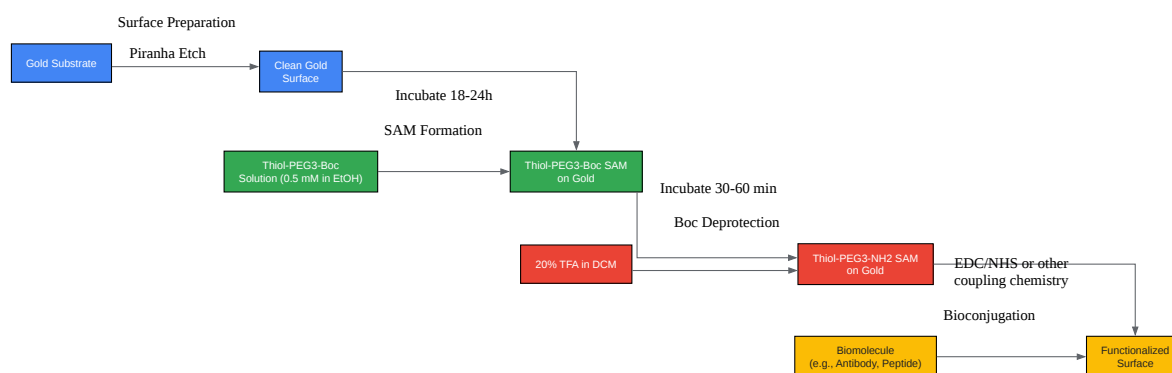 Surface Preparation
Gold Substrate
Piranha Etch
Clean Gold
Surface
Incubate 18-24h
SAM Formation
Thiol-PEG3-Boc
Solution (0.5 mM in EtOH)
Thiol-PEG3-Boc SAM
on Gold
Incubate 30-60 min
Boc Deprotection
20% TFA in DCM
Thiol-PEG3-NH2 SAM
on Gold
EDC/NHS or other
coupling chemistry
Bioconjugation
Biomolecule
(e.g., Antibody, Peptide)
Functionalized
Surface